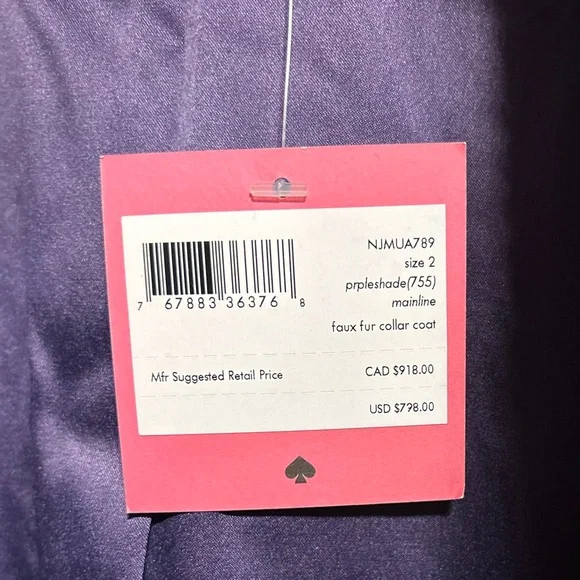 NJMUA789
size 2
prpleshade(755)
mainline
7 67883 36376 8
faux fur collar coat
Mfr Suggested Retail Price CAD $918.00
USD $798.00